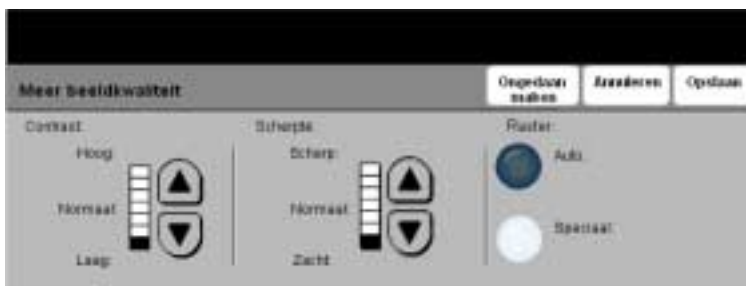 Meer beeldkwaliteit
Ongedaan maken
Annuleren
Opslaan
Contrast:
Hoog
Normaal
Laag
Scherpte:
Scherp
Normaal
Zacht
Raster:
Auto.
Speciaal